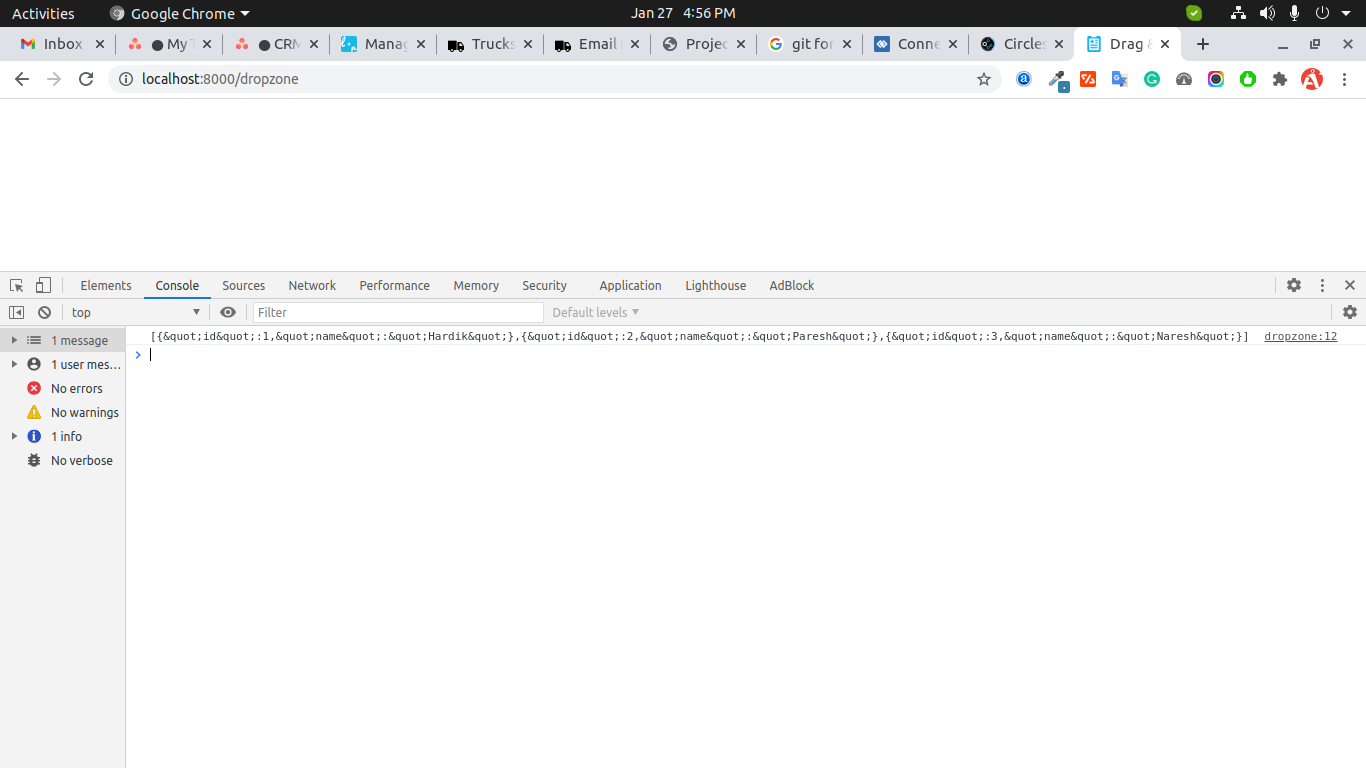 Activities Google Chrome Jan 27 4:56 PM
Inbox My T CRM Manag Trucks Email Projec git for Conne Circles Drag &
localhost:8000/dropzone
Elements Console Sources Network Performance Memory Security Application Lighthouse AdBlock
top Filter Default levels
1 message [{&quot;id&quot;:1,&quot;name&quot;:&quot;Hardik&quot;},{&quot;id&quot;:2,&quot;name&quot;:&quot;Paresh&quot;},{&quot;id&quot;:3,&quot;name&quot;:&quot;Naresh&quot;}] dropzone:12
1 user mes...
No errors
No warnings
1 info
No verbose